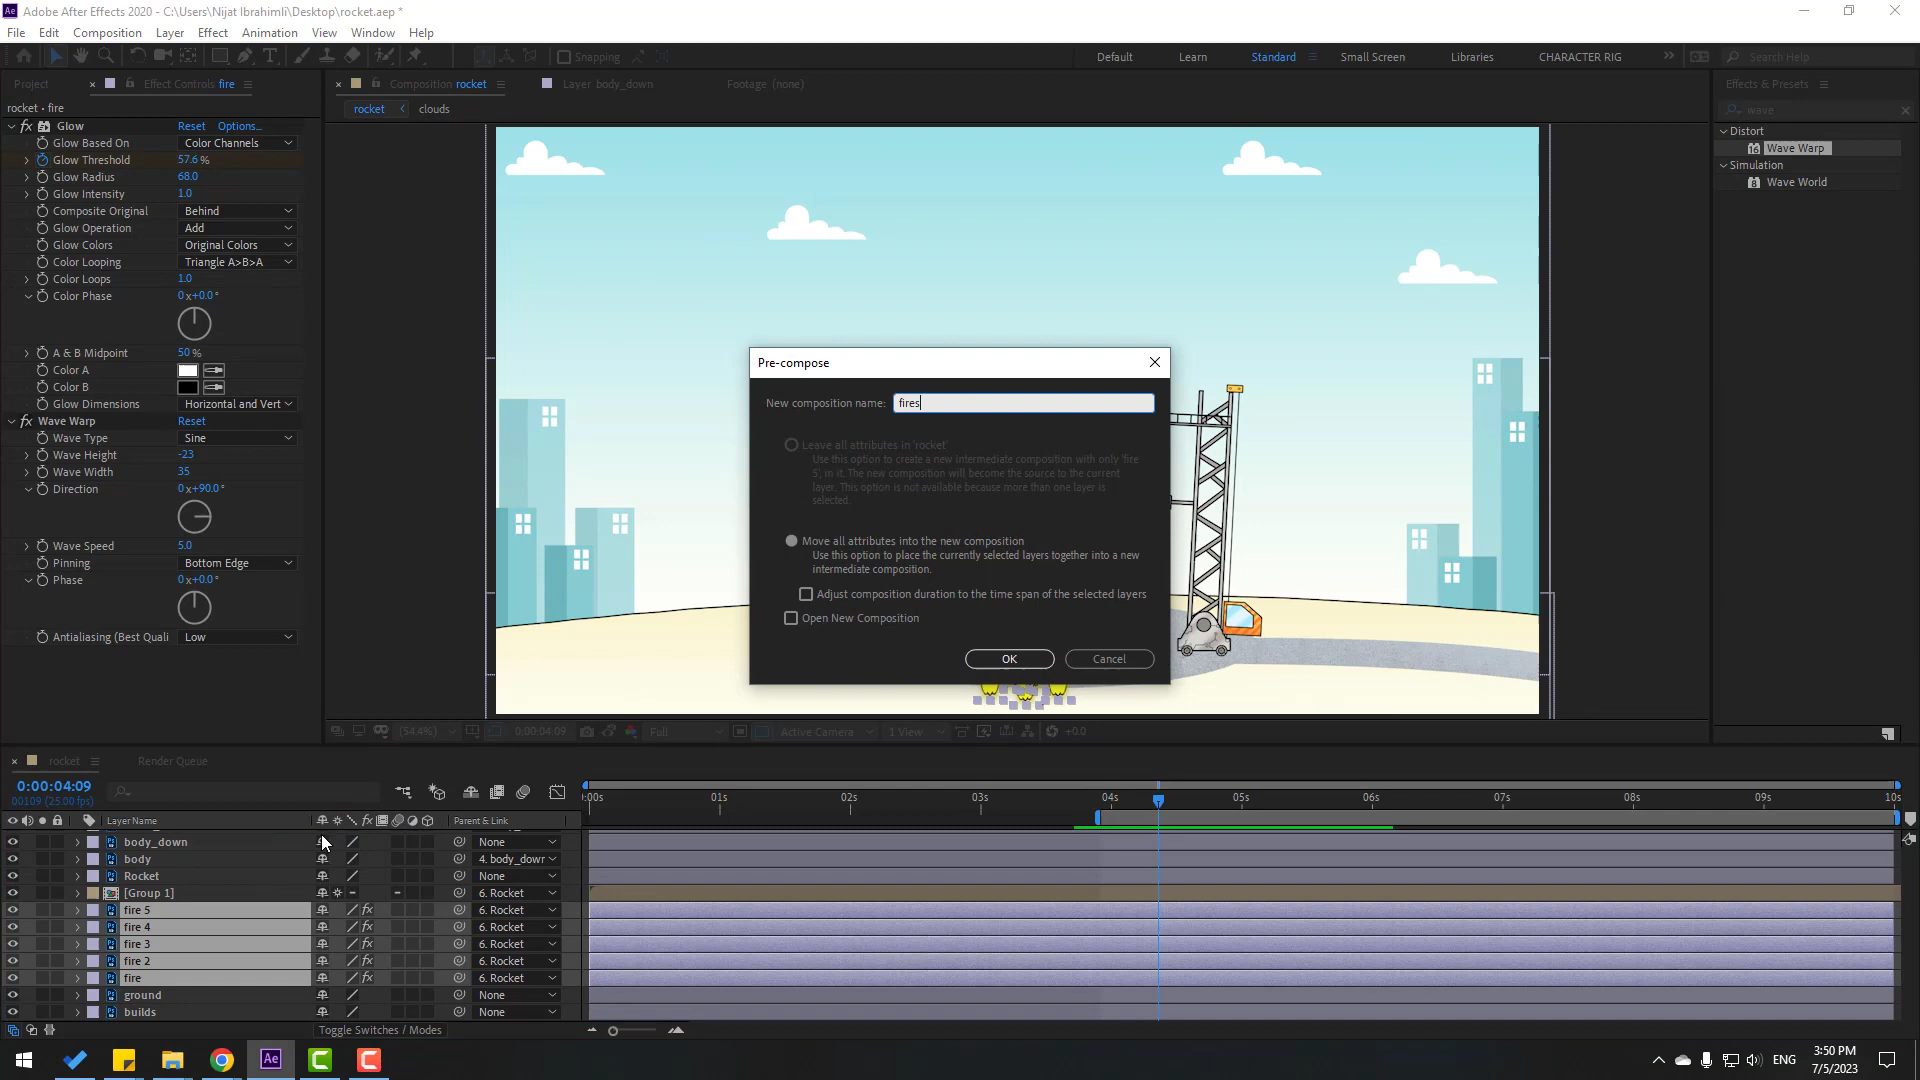 Adobe After Effects 2020 - C:\Users\Nijat Ibrahimli\Desktop\rocket.aep *
File Edit Composition Layer Effect Animation View Window Help
Snapping Default Learn Standard Small Screen Libraries CHARACTER RIG Search Help
Project Effect Controls fire Composition rocket Layer body_down Footage (none) Effects & Presets
rocket • fire rocket clouds wave
fx Glow Reset Options...
Glow Based On Color Channels
Glow Threshold 57.6 %
Glow Radius 68.0
Glow Intensity 1.0
Composite Original Behind
Glow Operation Add
Glow Colors Original Colors
Color Looping Triangle A>B>A
Color Loops 1.0
Color Phase 0x+0.0°
A & B Midpoint 50 %
Color A
Color B
Glow Dimensions Horizontal and Vert
fx Wave Warp Reset
Wave Type Sine
Wave Height -23
Wave Width 35
Direction 0x+90.0°
Wave Speed 5.0
Pinning Bottom Edge
Phase 0x+0.0°
Antialiasing (Best Quali Low
Distort
Wave Warp
Simulation
Wave World
Pre-compose
New composition name: fires
Leave all attributes in 'rocket'
Use this option to create a new intermediate composition with only 'fire
5', in it. The new composition will become the source to the current
layer. This option is not available because more than one layer is
selected.
Move all attributes into the new composition
Use this option to place the currently selected layers together into a new
intermediate composition.
Adjust composition duration to the time span of the selected layers
Open New Composition
OK Cancel
(54.4%) 0:00:04:09 Full Active Camera 1 View +0.0
rocket Render Queue
0:00:04:09
00109 (25.00 fps)
:00s 01s 02s 03s 04s 05s 06s 07s 08s 09s 10s
Layer Name fx Parent & Link
body_down None
body 4. body_down
Rocket None
[Group 1] 6. Rocket
fire 5 fx 6. Rocket
fire 4 fx 6. Rocket
fire 3 fx 6. Rocket
fire 2 fx 6. Rocket
fire fx 6. Rocket
ground None
builds None
Toggle Switches / Modes
Ae ENG 3:50 PM
7/5/2023